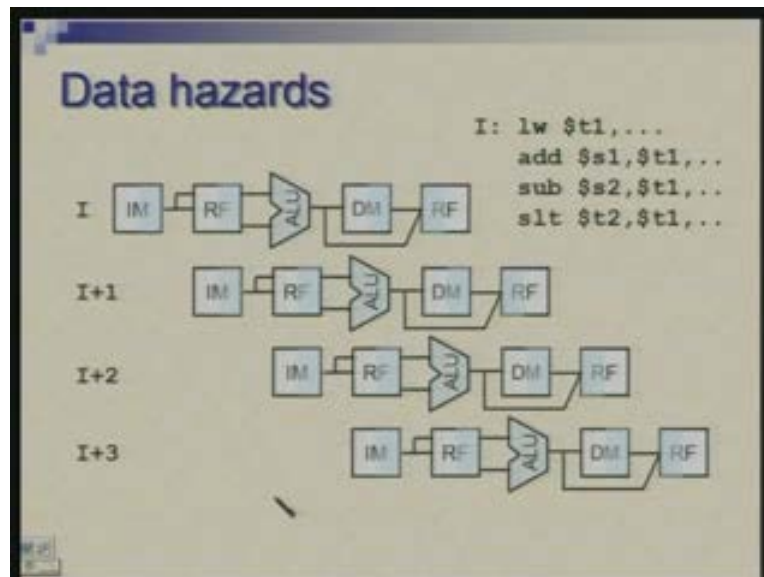 Data hazards
I: lw $t1,...
add $s1,$t1,..
sub $s2,$t1,..
slt $t2,$t1,..
I IM RF ALU DM RF
I+1 IM RF ALU DM RF
I+2 IM RF ALU DM RF
I+3 IM RF ALU DM RF